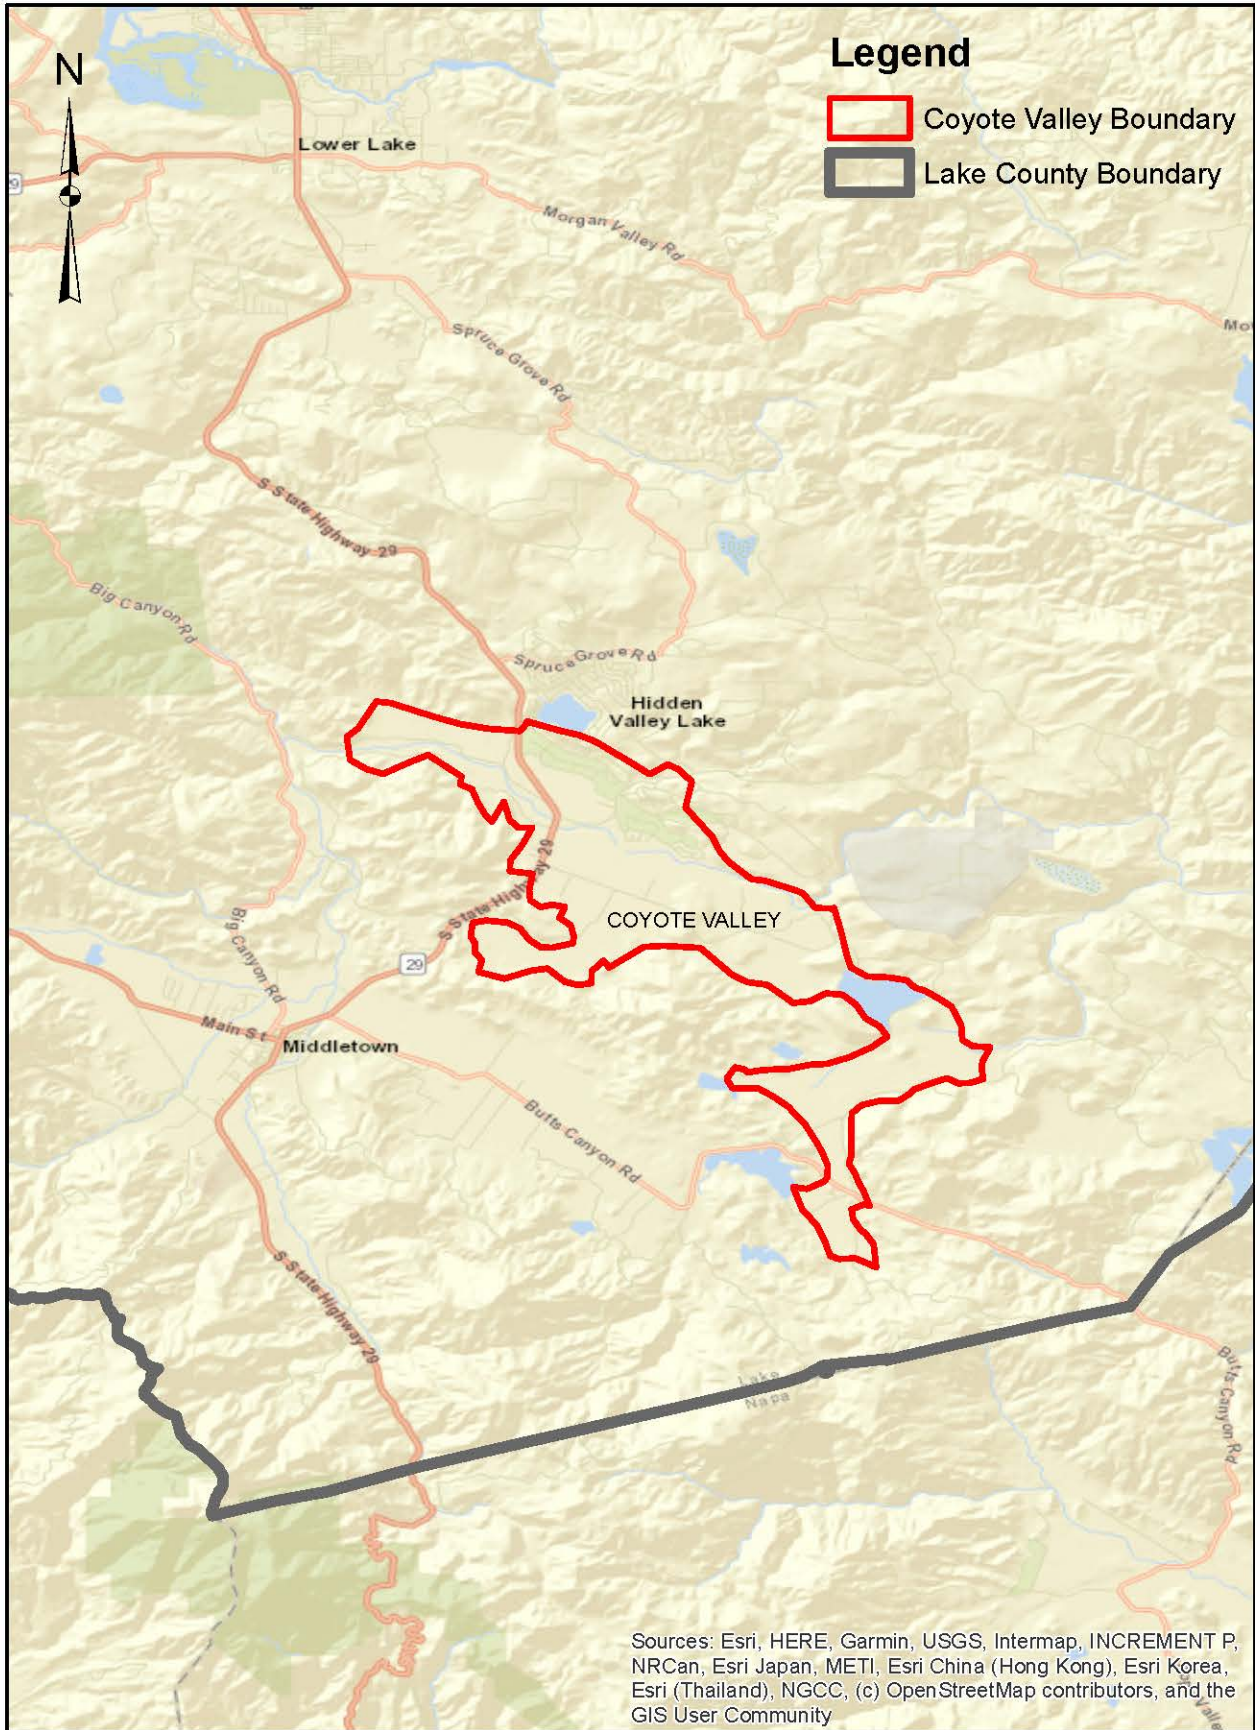 N
Legend
Coyote Valley Boundary
Lake County Boundary
Lower Lake
Morgan Valley Rd
Spruce Grove Rd
S State Highway 29
Big Canyon Rd
Spruce Grove Rd
Hidden
Valley Lake
S State Highway 29
COYOTE VALLEY
Big Canyon Rd
29
Main St
Middletown
Butts Canyon Rd
S State Highway 29
Lake
Napa
Butts Canyon Rd
Sources: Esri, HERE, Garmin, USGS, Intermap, INCREMENT P,
NRCan, Esri Japan, METI, Esri China (Hong Kong), Esri Korea,
Esri (Thailand), NGCC, (c) OpenStreetMap contributors, and the
GIS User Community